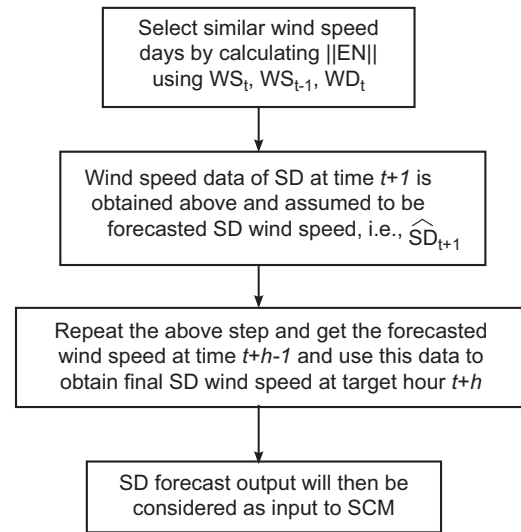 Select similar wind speed
days by calculating ||EN||
using WSₜ, WSₜ₋₁, WDₜ
Wind speed data of SD at time t+1 is
obtained above and assumed to be
forecasted SD wind speed, i.e., \widehat{SD}ₜ₊₁
Repeat the above step and get the forecasted
wind speed at time t+h-1 and use this data to
obtain final SD wind speed at target hour t+h
SD forecast output will then be
considered as input to SCM